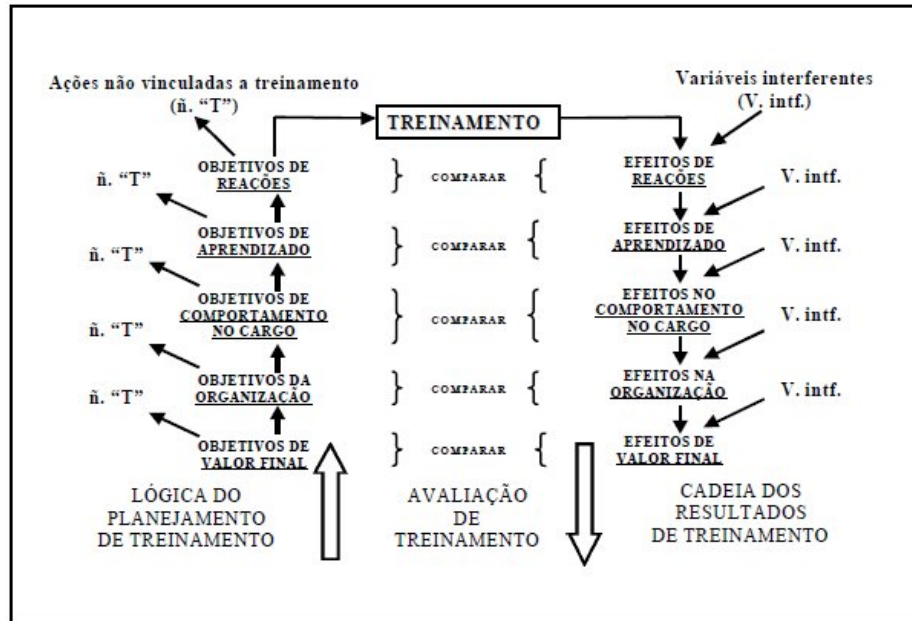 Ações não vinculadas a treinamento
(ñ. “T”)
Variáveis interferentes
(V. intf.)
TREINAMENTO
OBJETIVOS DE
REAÇÕES
COMPARAR
EFEITOS DE
REAÇÕES
ñ. “T”
V. intf.
OBJETIVOS DE
APRENDIZADO
COMPARAR
EFEITOS DE
APRENDIZADO
ñ. “T”
V. intf.
OBJETIVOS DE
COMPORTAMENTO
NO CARGO
COMPARAR
EFEITOS NO
COMPORTAMENTO
NO CARGO
ñ. “T”
V. intf.
OBJETIVOS DA
ORGANIZAÇÃO
COMPARAR
EFEITOS NA
ORGANIZAÇÃO
ñ. “T”
V. intf.
OBJETIVOS DE
VALOR FINAL
COMPARAR
EFEITOS DE
VALOR FINAL
LÓGICA DO
PLANEJAMENTO
DE TREINAMENTO
AVALIAÇÃO
DE
TREINAMENTO
CADEIA DOS
RESULTADOS
DE TREINAMENTO